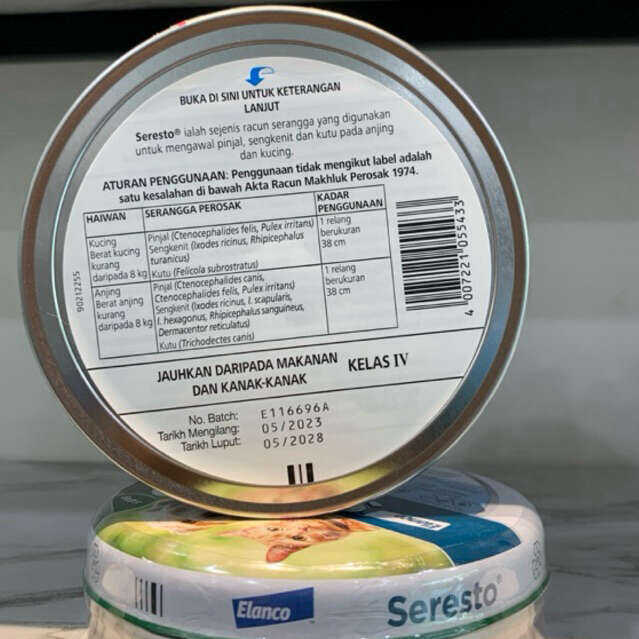 BUKA DI SINI UNTUK KETERANGAN
LANJUT
Seresto® ialah sejenis racun serangga yang digunakan
untuk mengawal pinjal, sengkenit dan kutu pada anjing
dan kucing.
ATURAN PENGGUNAAN: Penggunaan tidak mengikut label adalah
satu kesalahan di bawah Akta Racun Makhluk Perosak 1974.
HAIWAN SERANGGA PEROSAK KADAR
PENGGUNAAN
Kucing
Berat kucing
kurang
daripada 8 kg
Pinjal (Ctenocephalides felis, Pulex irritans)
Sengkenit (Ixodes ricinus, Rhipicephalus
turanicus)
Kutu (Felicola subrostratus)
1 relang
berukuran
38 cm
Anjing
Berat anjing
kurang
daripada 8 kg
Pinjal (Ctenocephalides canis,
Ctenocephalides felis, Pulex irritans)
Sengkenit (Ixodes ricinus, I. scapularis,
I. hexagonus, Rhipicephalus sanguineus,
Dermacentor reticulatus)
Kutu (Trichodectes canis)
1 relang
berukuran
38 cm
90212255
4 007221 055433
JAUHKAN DARIPADA MAKANAN
DAN KANAK-KANAK
KELAS IV
No. Batch: E116696A
Tarikh Mengilang: 05/2023
Tarikh Luput: 05/2028
Elanco
Elanco
Seresto®